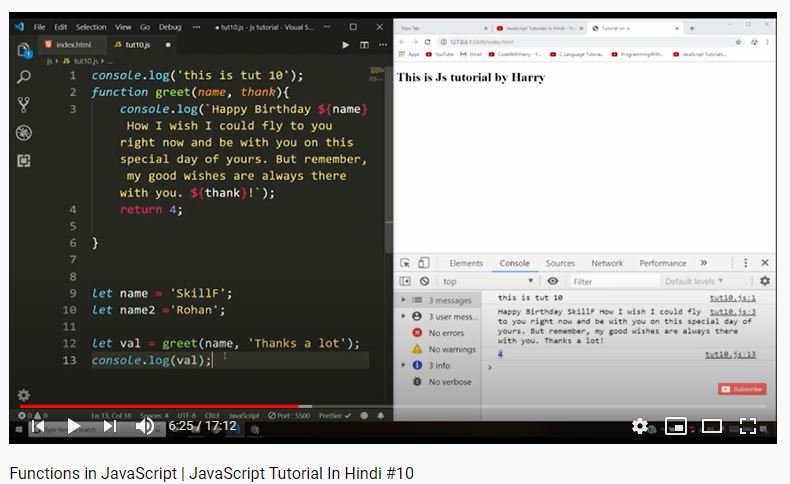 File Edit Selection View Go Debug ... • tut10.js - js tutorial - Visual S...
index.html JS tut10.js
js > JS tut10.js > ...
1 console.log('this is tut 10');
2 function greet(name, thank){
3 console.log(`Happy Birthday ${name}
How I wish I could fly to you
right now and be with you on this
special day of yours. But remember,
my good wishes are always there
with you. ${thank}!`);
4 return 4;
5
6 }
7
8
9 let name = 'SkillF';
10 let name2 ='Rohan';
11
12 let val = greet(name, 'Thanks a lot');
13 console.log(val);
0 0
Ln 13, Col 18 Spaces: 4 UTF-8 CRLF JavaScript Port : 5500 Prettier: ✓
New Tab
JavaScript Tutorials In Hindi
Tutorial on Js
127.0.0.1:5500/index.html
Apps YouTube M Gmail CodeWithHarry - Y... C Language Tutoria... ProgrammingWith... JavaScript Tutorials...
This is Js tutorial by Harry
Elements Console Sources Network Performance »
top Filter Default levels ▼
3 messages
3 user mess...
No errors
No warnings
3 info
No verbose
this is tut 10 tut10.js:1
Happy Birthday SkillF How I wish I could fly tut10.js:3
to you right now and be with you on this special day of
yours. But remember, my good wishes are always there
with you. Thanks a lot!
4 tut10.js:13
>
Subscribe
6:25 / 17:12
Functions in JavaScript | JavaScript Tutorial In Hindi #10